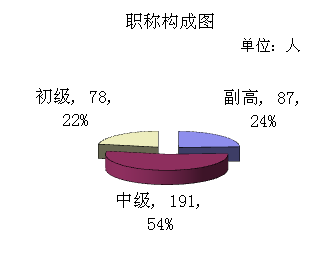 职称构成图
单位：人
初级, 78,
22%
副高, 87,
24%
中级, 191,
54%